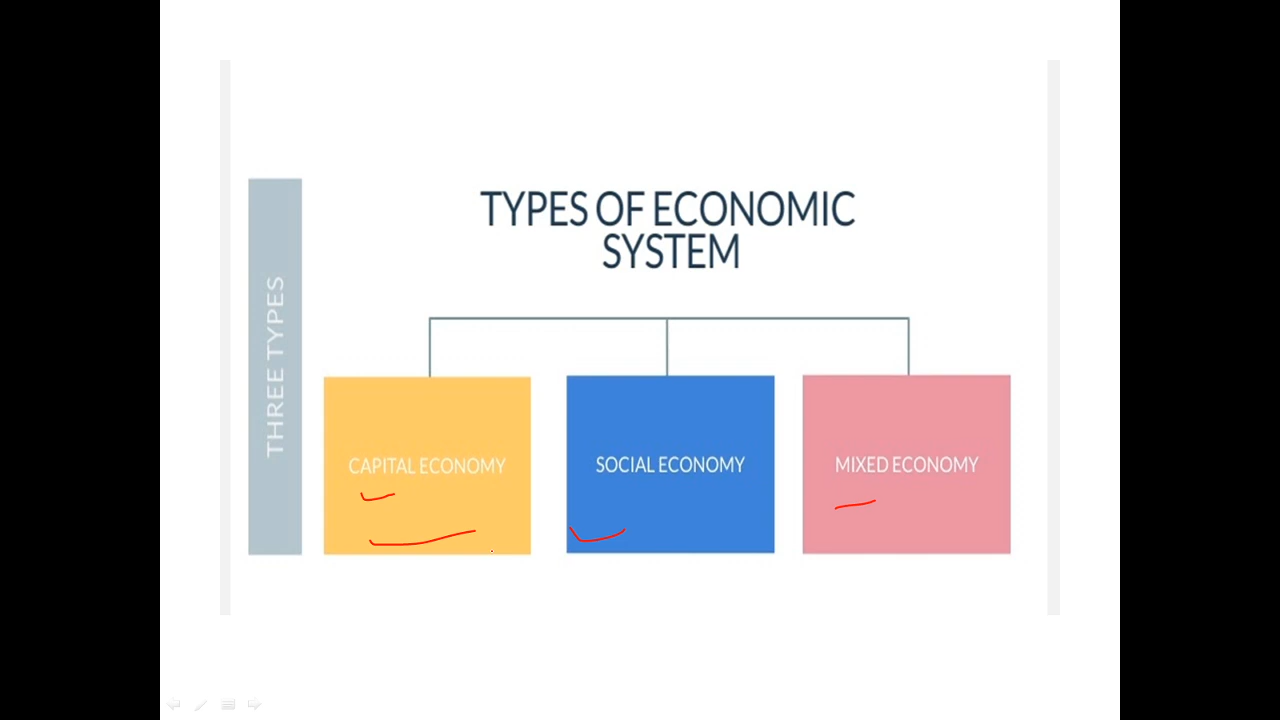 TYPES OF ECONOMIC
SYSTEM
THREE TYPES
CAPITAL ECONOMY
SOCIAL ECONOMY
MIXED ECONOMY